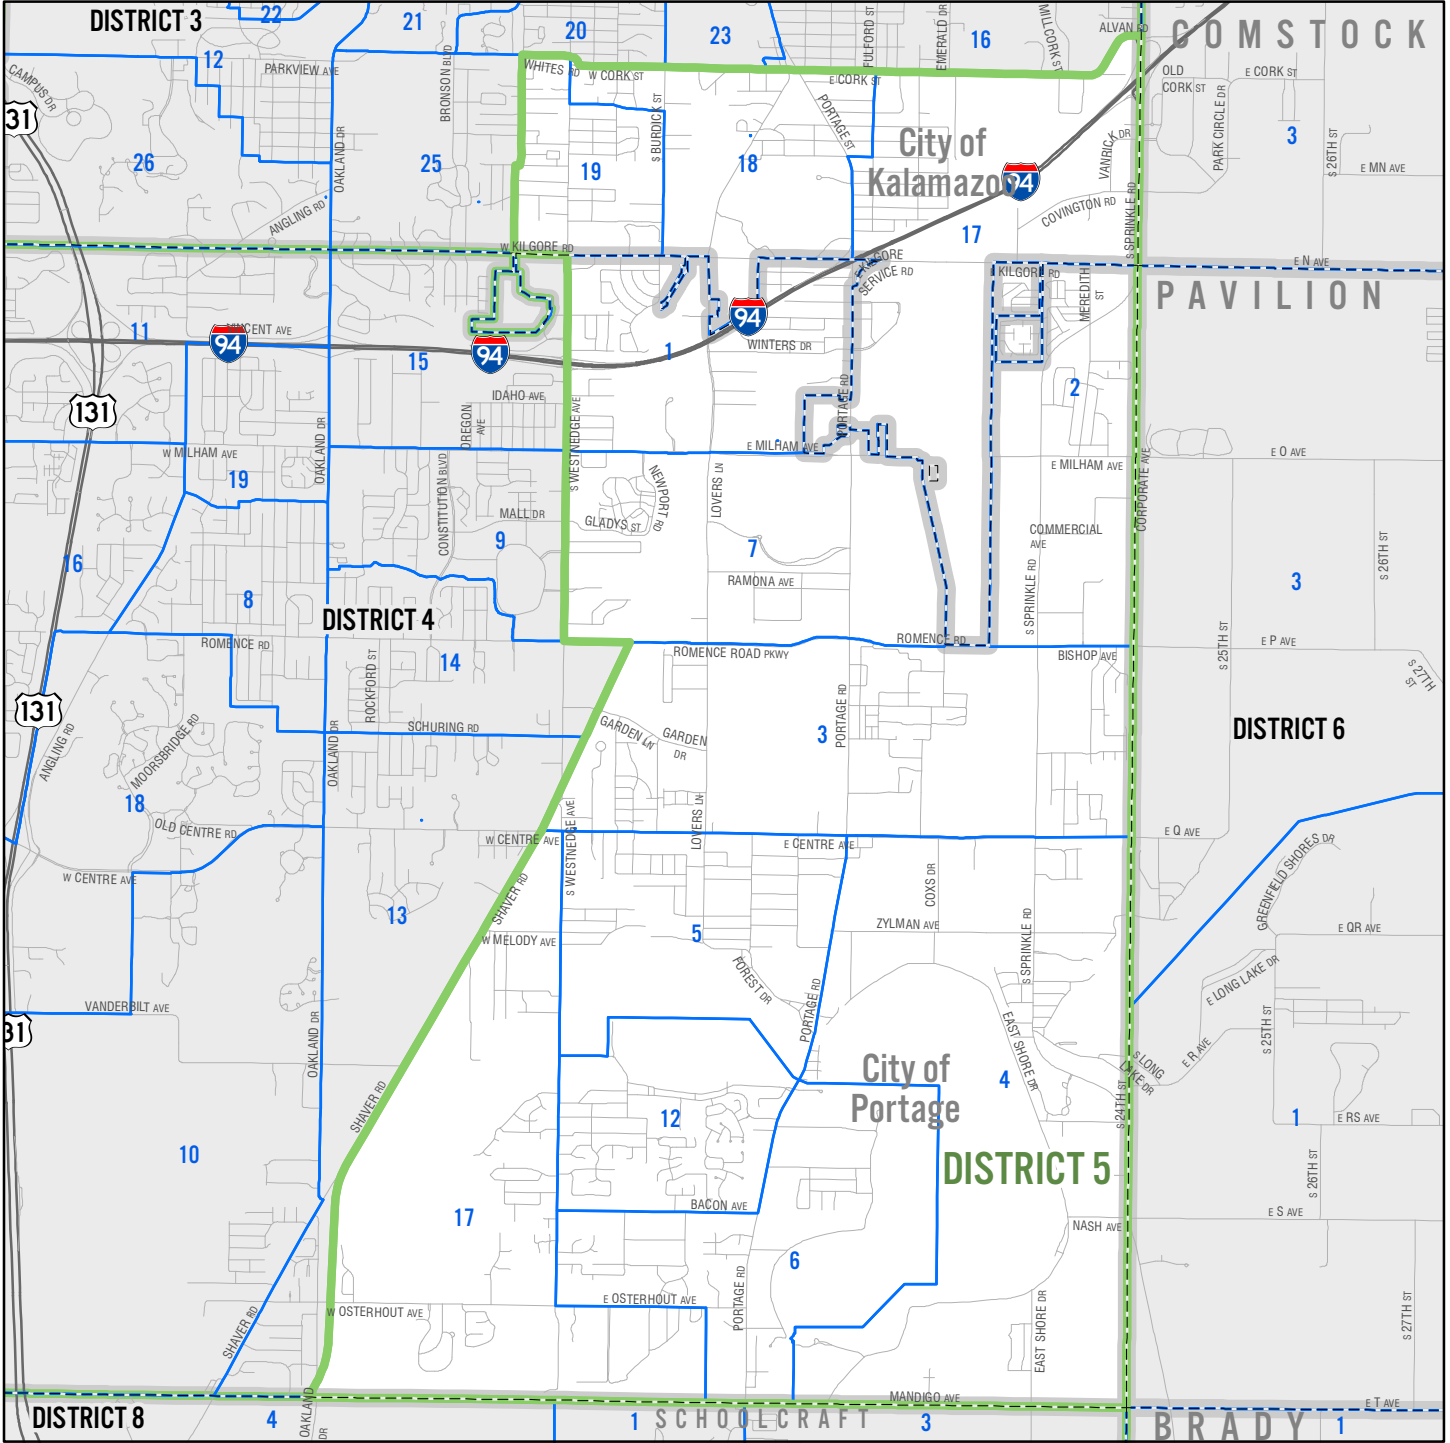 DISTRICT 3
22
21
20
23
16
12
COMSTOCK
ALVAN RD
FULFORD ST
EMERALD DR
MILLCORK ST
CAMPUS DR
PARKVIEW AVE
BRONSON BLVD
WHITES RD
W CORK ST
E CORK ST
OLD
CORK ST
E CORK ST
PARK CIRCLE DR
31
S BURDICK ST
PORTAGE ST
City of
Kalamazoo
VANRICK DR
3
S 26TH ST
E MN AVE
26
OAKLAND DR
25
19
18
94
ANGLING RD
COVINGTON RD
S SPRINKLE RD
17
W KILGORE RD
E KILGORE
SERVICE RD
KILGORE RD
E N AVE
MEREDITH
ST
PAVILION
11
VINCENT AVE
94
15
94
94
1
WINTERS DR
131
IDAHO AVE
OREGON
AVE
S WESTNEDGE AVE
PORTAGE RD
2
OAKLAND DR
W MILHAM AVE
E MILHAM AVE
E MILHAM AVE
E O AVE
19
CONSTITUTION BLVD
MALL DR
GLADYS ST
NEWPORT RD
LOVERS LN
CORPORATE AVE
9
7
COMMERCIAL
AVE
16
S 26TH ST
8
RAMONA AVE
3
S SPRINKLE RD
DISTRICT 4
ROMENCE RD
ROMENCE ROAD PKWY
ROMENCE RD
BISHOP AVE
S 25TH ST
E P AVE
S 27TH
ST
14
ROCKFORD ST
131
ANGLING RD
MOORSBRIDGE RD
OAKLAND DR
SCHURING RD
GARDEN LN
GARDEN
DR
3
PORTAGE RD
DISTRICT 6
18
OLD CENTRE RD
W CENTRE AVE
S WESTNEDGE AVE
LOVERS LN
E CENTRE AVE
E Q AVE
W CENTRE AVE
SHAVER RD
COXS DR
GREENFIELD SHORES DR
13
W MELODY AVE
5
ZYLMAN AVE
S SPRINKLE RD
E QR AVE
FOREST DR
PORTAGE RD
E LONG LAKE DR
VANDERBILT AVE
31
OAKLAND DR
EAST SHORE DR
S 25TH ST
E R AVE
S LONG
LAKE DR
City of
Portage
4
S 24TH ST
SHAVER RD
12
1
E RS AVE
10
DISTRICT 5
S 26TH ST
BACON AVE
17
NASH AVE
E S AVE
6
PORTAGE RD
W OSTERHOUT AVE
E OSTERHOUT AVE
SHAVER RD
EAST SHORE DR
S 27TH ST
OAKLAND
DR
MANDIGO AVE
E T AVE
DISTRICT 8
4
1
SCHOOLCRAFT
3
BRADY
1